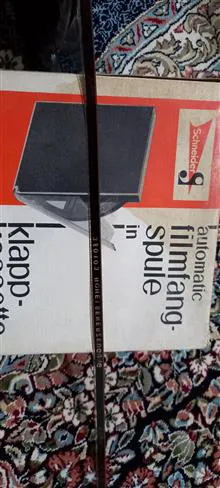 Schneider
automatic
filmfang-
spule
in
klapp-